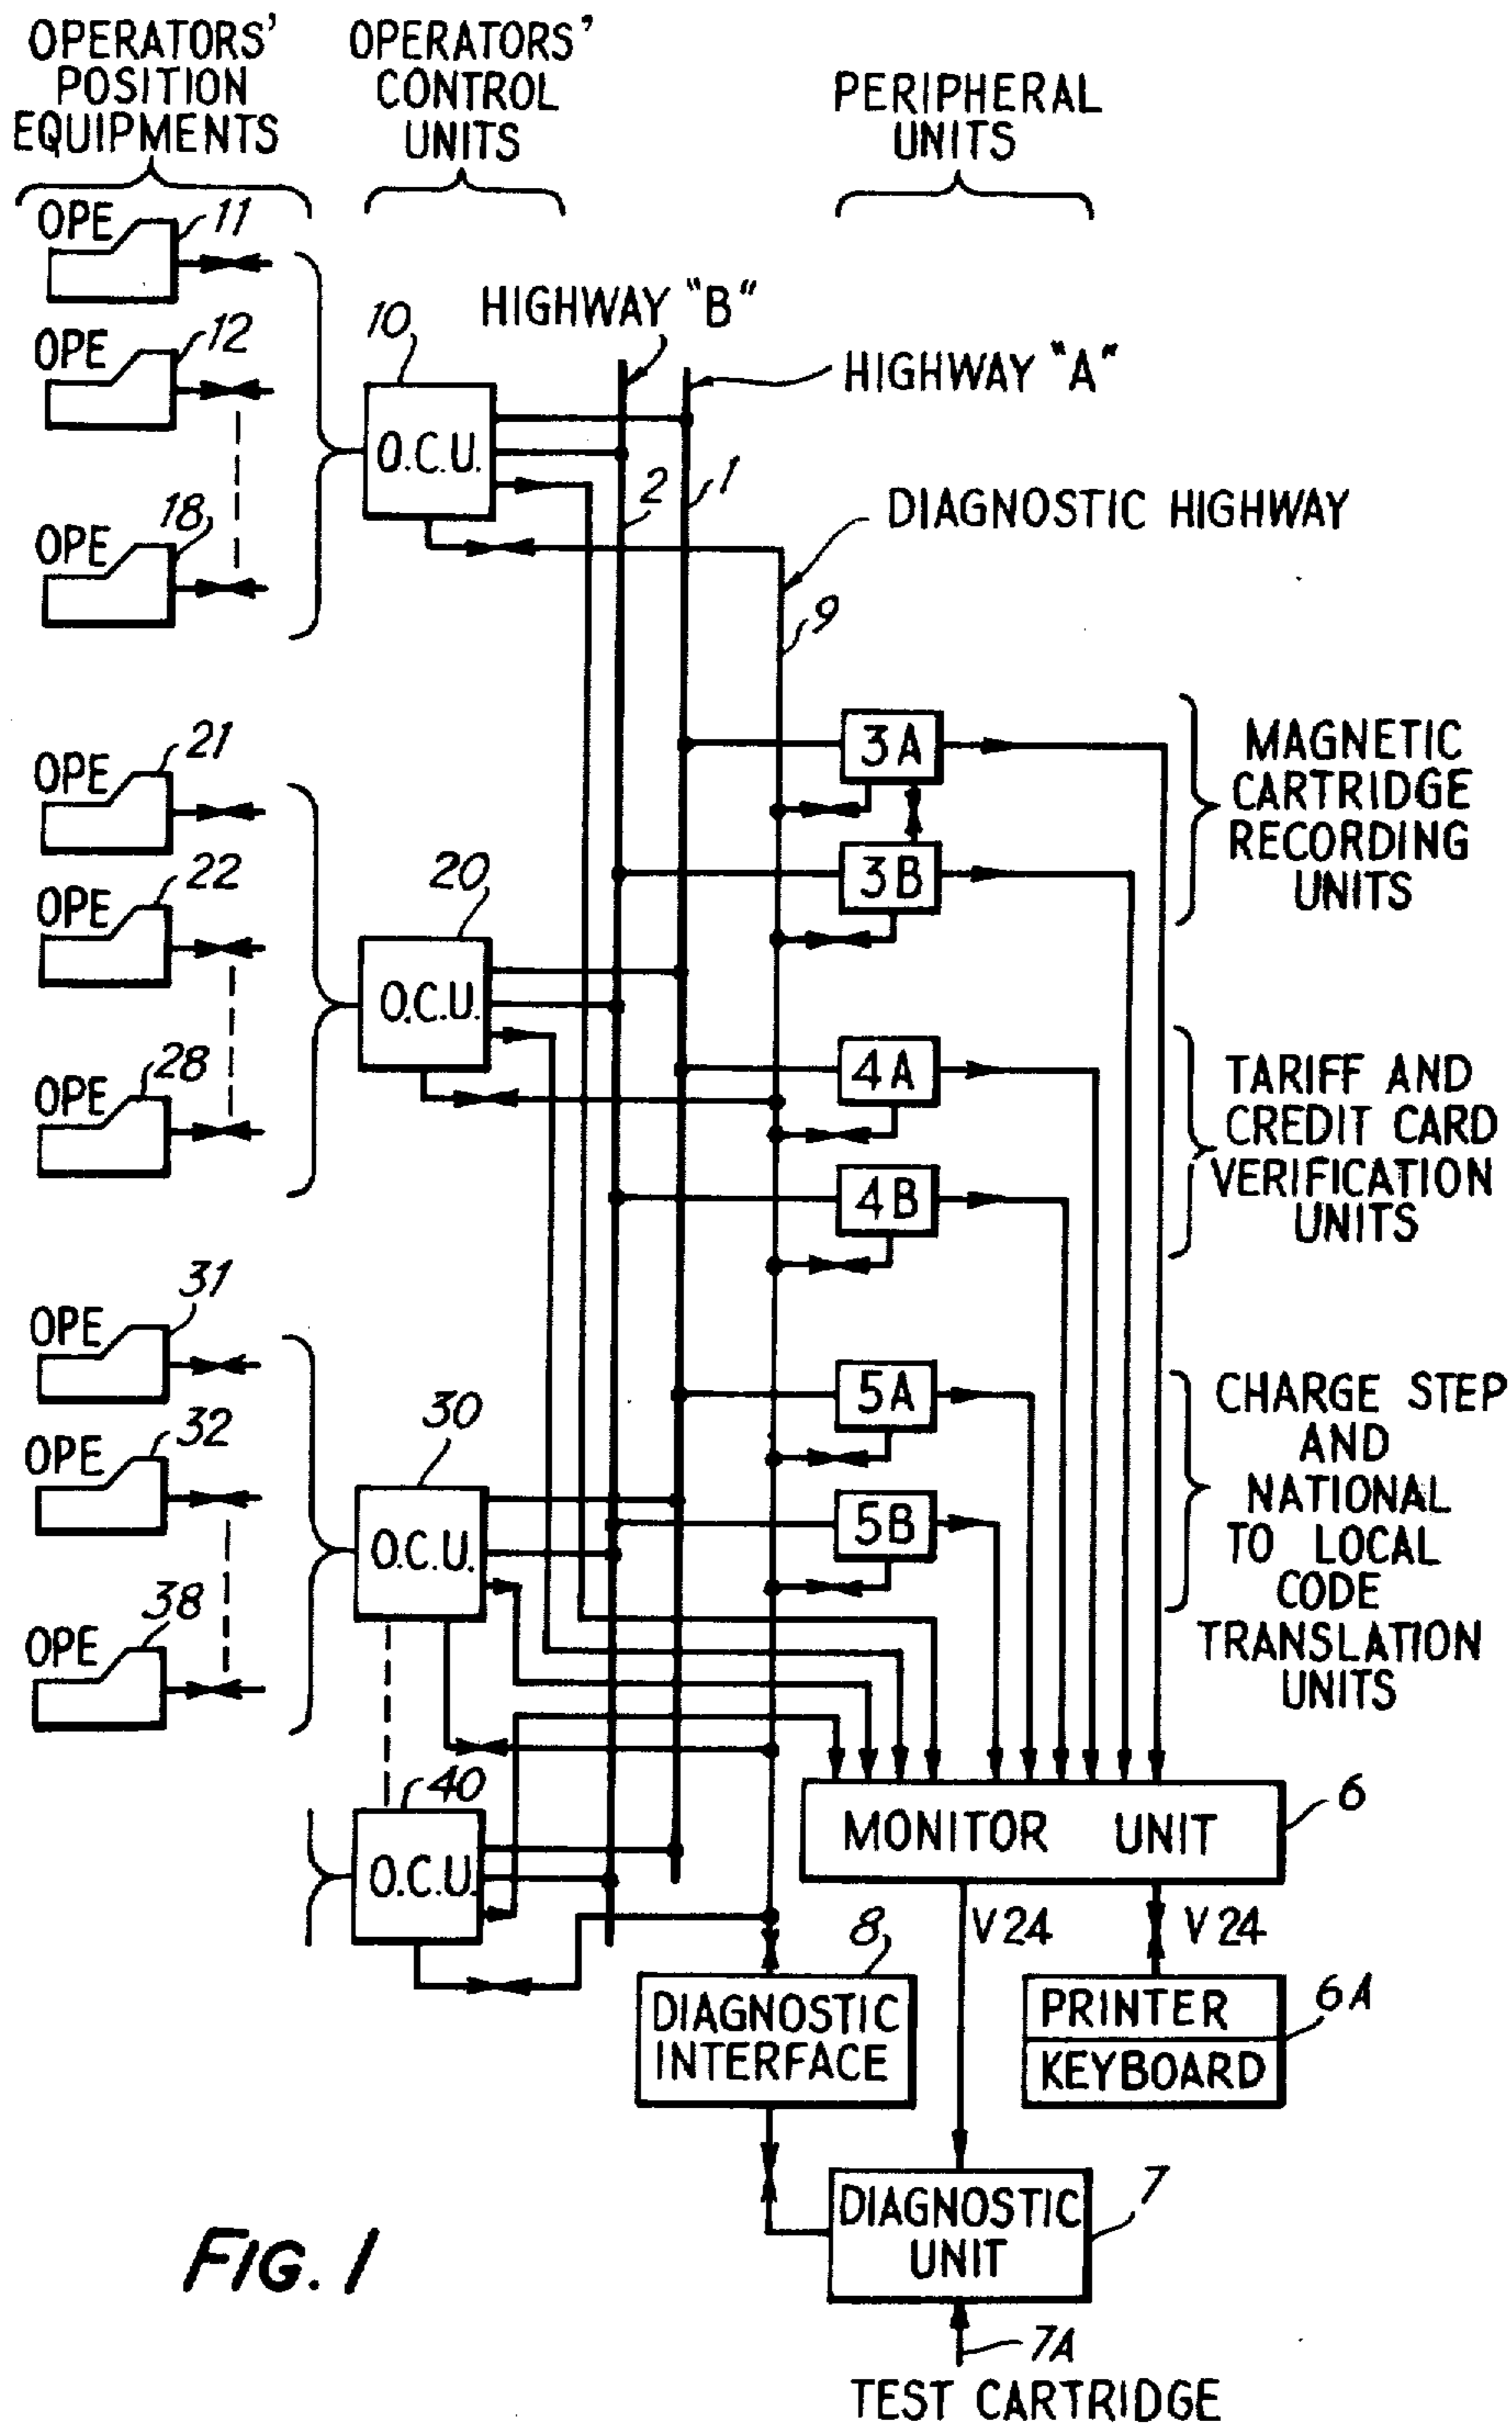 OPERATORS'
POSITION
EQUIPMENTS
OPERATORS'
CONTROL
UNITS
PERIPHERAL
UNITS
OPE
11
OPE
12
OPE
18
10
O.C.U.
HIGHWAY "B"
HIGHWAY "A"
2
1
DIAGNOSTIC HIGHWAY
9
OPE
21
OPE
22
OPE
28
20
O.C.U.
3A
3B
MAGNETIC
CARTRIDGE
RECORDING
UNITS
4A
4B
TARIFF AND
CREDIT CARD
VERIFICATION
UNITS
OPE
31
OPE
32
OPE
38
30
O.C.U.
5A
5B
CHARGE STEP
AND
NATIONAL
TO LOCAL
CODE
TRANSLATION
UNITS
40
O.C.U.
MONITOR UNIT
6
V24
V24
8
DIAGNOSTIC
INTERFACE
PRINTER
KEYBOARD
6A
DIAGNOSTIC
UNIT
7
7A
TEST CARTRIDGE
FIG. 1